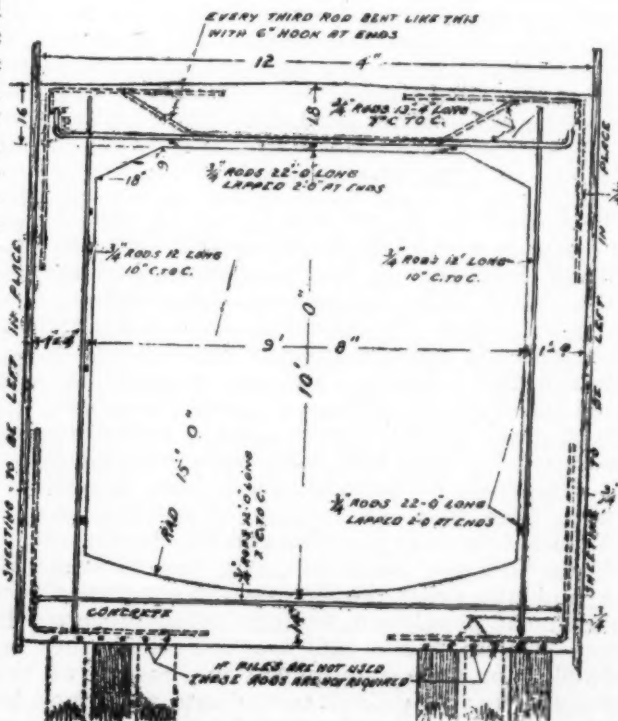 EVERY THIRD ROD BENT LIKE THIS
WITH 6" HOOK AT ENDS
12 4"
16
18
3/4" RODS 13'-4" LONG
7" C. TO C.
18"
9"
3/4" RODS 22'-0" LONG
LAPPED 2'-0" AT ENDS
3/4" RODS 12 LONG
10" C. TO C.
3/4" RODS 12' LONG
10" C. TO C.
SHEETING TO BE LEFT IN PLACE
SHEETING TO BE LEFT IN PLACE
9' 8"
10' 0"
RAD 15' 0"
3/4" RODS 22'-0" LONG
LAPPED 2'-0 AT ENDS
CONCRETE
14"
3/4
IF PILES ARE NOT USED
THESE RODS ARE NOT REQUIRED